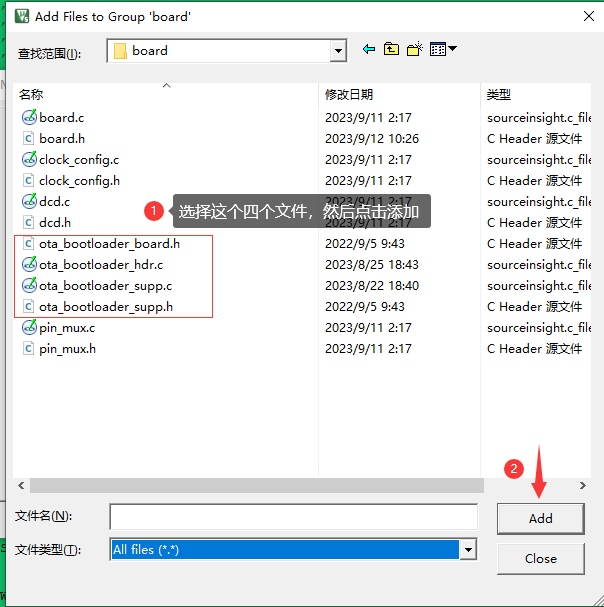 Add Files to Group 'board'
查找范围(I):
board
名称
修改日期
类型
board.c
2023/9/11 2:17
sourceinsight.c_file
board.h
2023/9/12 10:26
C Header 源文件
clock_config.c
2023/9/11 2:17
sourceinsight.c_file
clock_config.h
2023/9/11 2:17
C Header 源文件
dcd.c
2023/9/11 2:17
sourceinsight.c_file
1
选择这个四个文件，然后点击添加
dcd.h
2023/9/11 2:17
C Header 源文件
ota_bootloader_board.h
2022/9/5 9:43
C Header 源文件
ota_bootloader_hdr.c
2023/8/25 18:43
sourceinsight.c_file
ota_bootloader_supp.c
2023/8/22 18:40
sourceinsight.c_file
ota_bootloader_supp.h
2022/9/5 9:43
C Header 源文件
pin_mux.c
2023/9/11 2:17
sourceinsight.c_file
pin_mux.h
2023/9/11 2:17
C Header 源文件
2
文件名(N):
Add
文件类型(T):
All files (*.*)
Close